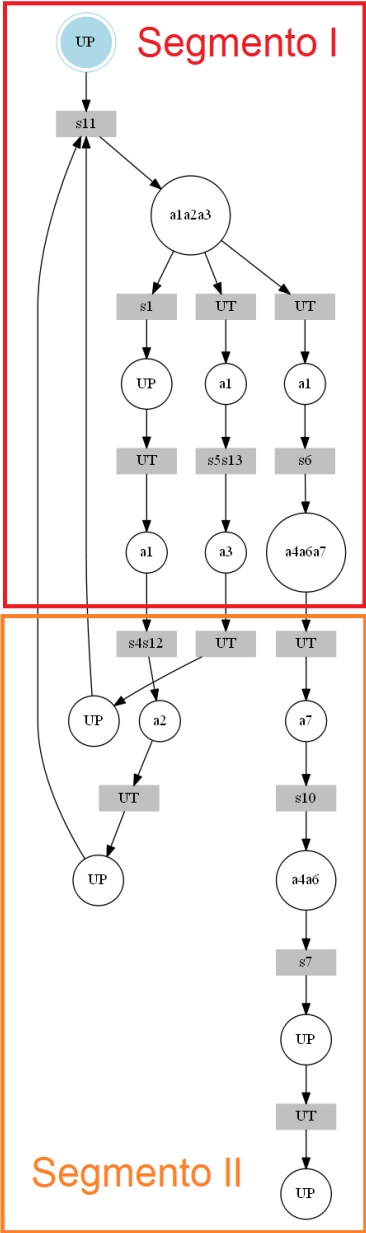 UP
Segmento I
s11
a1a2a3
s1 UT UT
UP a1 a1
UT s5s13 s6
a1 a3 a4a6a7
s4s12 UT UT
UP a2 a7
UT s10
UP a4a6
s7
UP
UT
Segmento II
UP